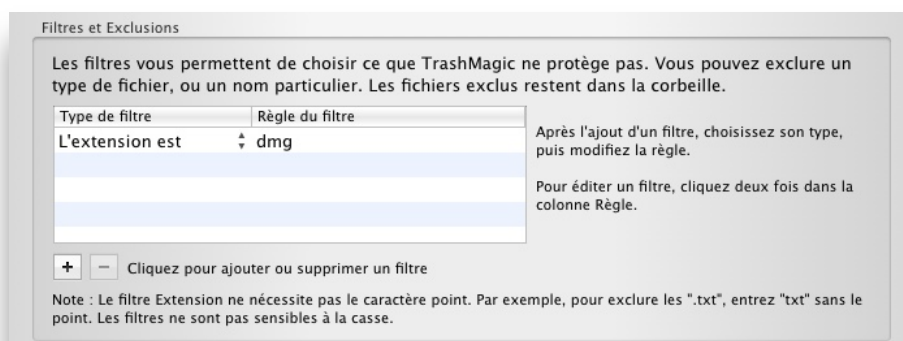 Filtres et Exclusions
Les filtres vous permettent de choisir ce que TrashMagic ne protège pas. Vous pouvez exclure un
type de fichier, ou un nom particulier. Les fichiers exclus restent dans la corbeille.
Type de filtre Règle du filtre
L'extension est dmg
Après l'ajout d'un filtre, choisissez son type,
puis modifiez la règle.
Pour éditer un filtre, cliquez deux fois dans la
colonne Règle.
+ − Cliquez pour ajouter ou supprimer un filtre
Note : Le filtre Extension ne nécessite pas le caractère point. Par exemple, pour exclure les ".txt", entrez "txt" sans le
point. Les filtres ne sont pas sensibles à la casse.